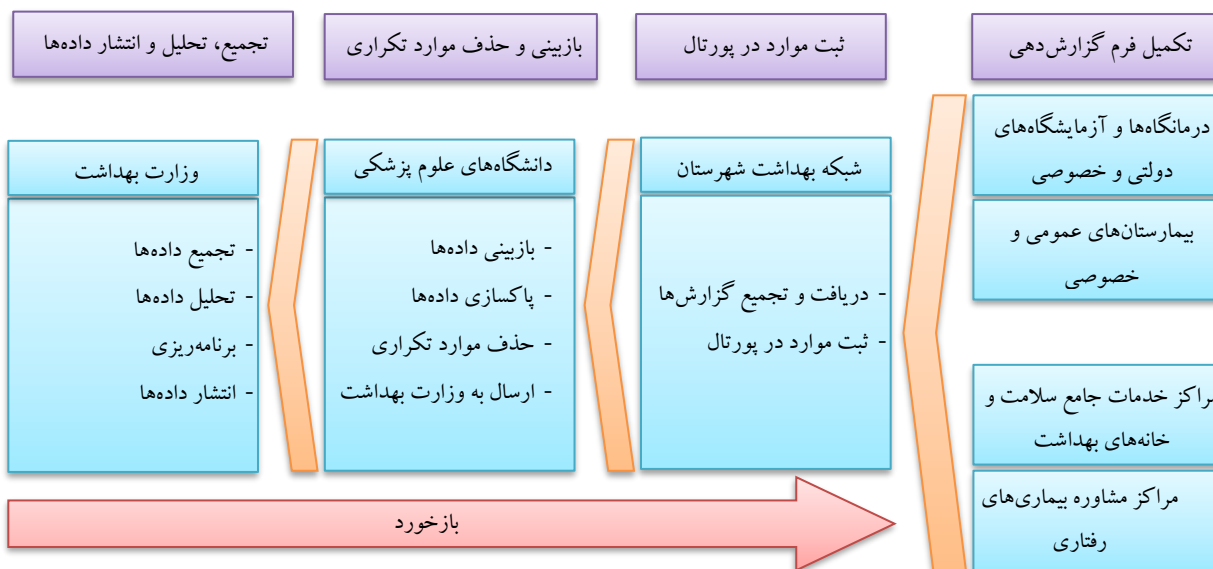 تکمیل فرم گزارش‌دهی
ثبت موارد در پورتال
بازبینی و حذف موارد تکراری
تجمیع، تحلیل و انتشار داده‌ها
درمانگاه‌ها و آزمایشگاه‌های
دولتی و خصوصی
بیمارستان‌های عمومی و
خصوصی
مراکز خدمات جامع سلامت و
خانه‌های بهداشت
مراکز مشاوره بیماری‌های
رفتاری
شبکه بهداشت شهرستان
- دریافت و تجمیع گزارش‌ها
- ثبت موارد در پورتال
دانشگاه‌های علوم پزشکی
- بازبینی داده‌ها
- پاکسازی داده‌ها
- حذف موارد تکراری
- ارسال به وزارت بهداشت
وزارت بهداشت
- تجمیع داده‌ها
- تحلیل داده‌ها
- برنامه‌ریزی
- انتشار داده‌ها
بازخورد